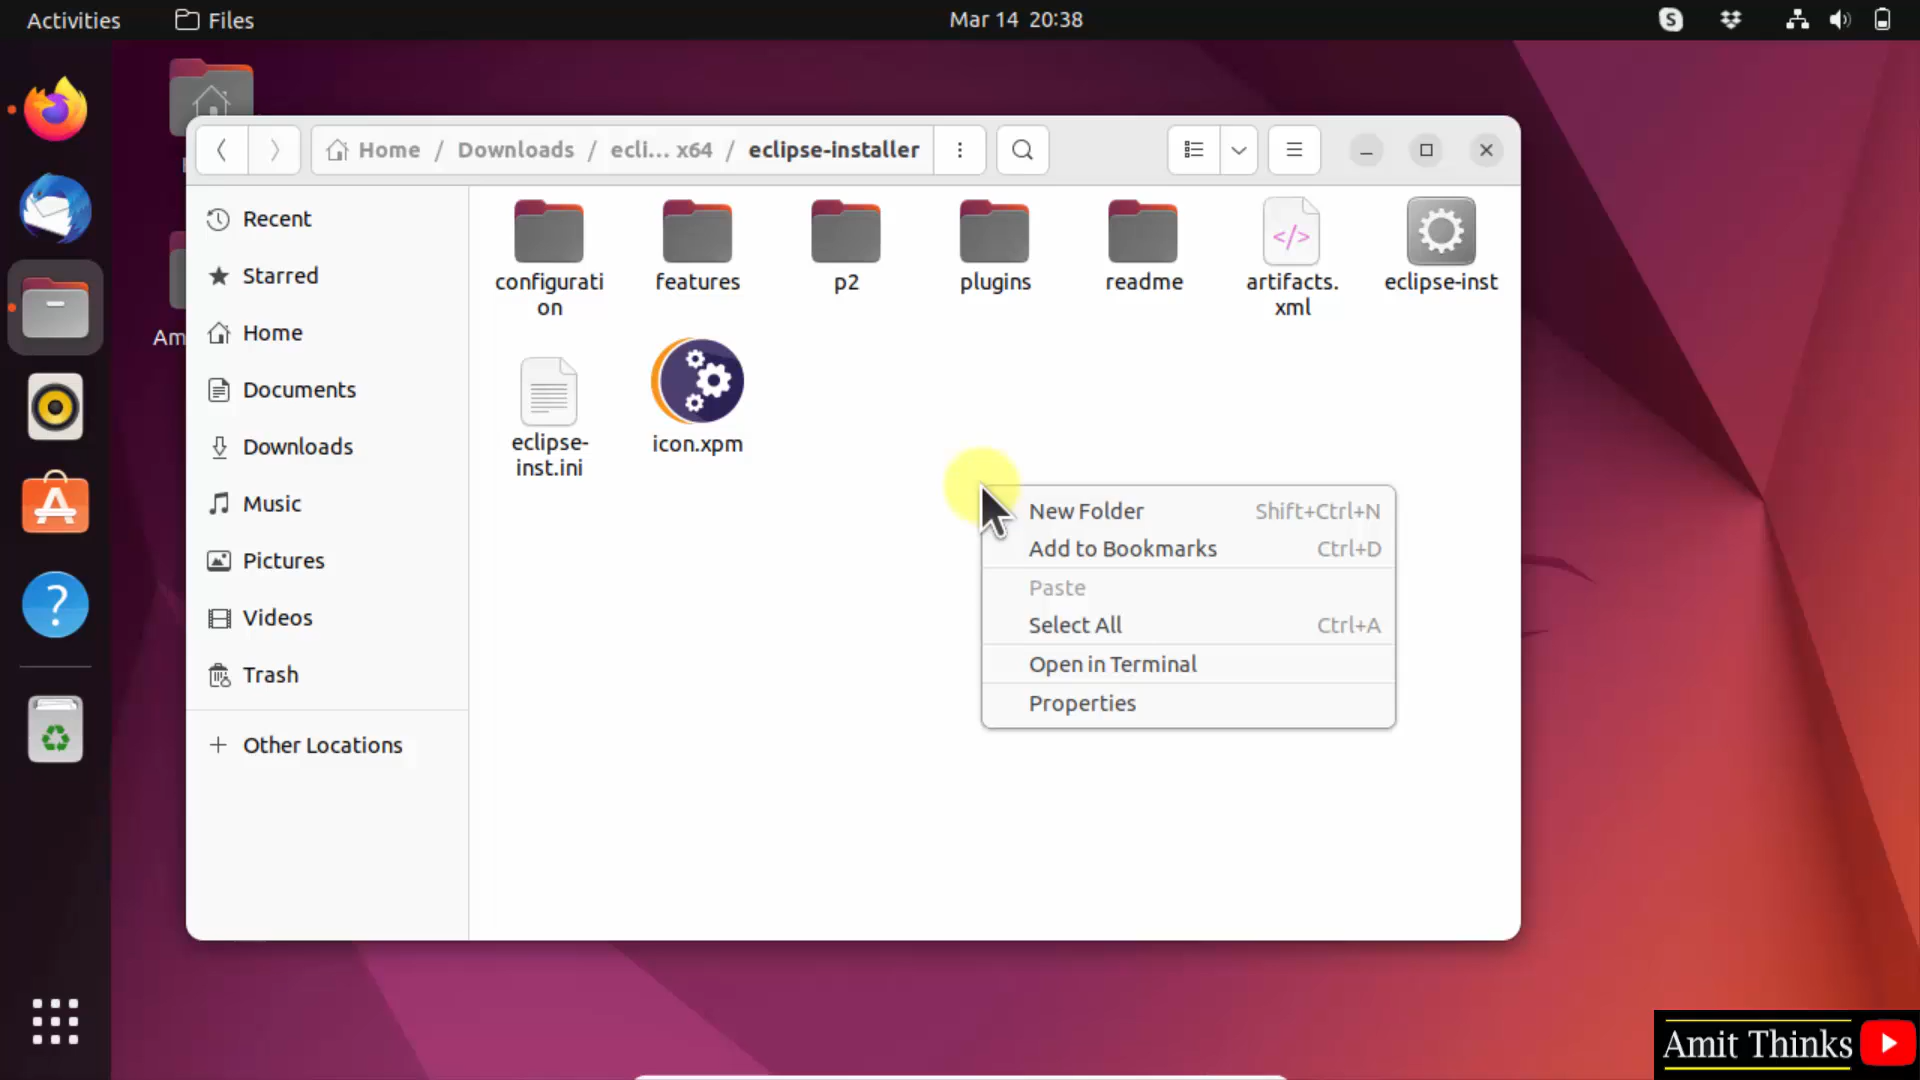 Activities
Files
Mar 14 20:38
Home / Downloads / ecli... x64 / eclipse-installer
Recent
Starred
Home
Documents
Downloads
Music
Pictures
Videos
Trash
Other Locations
configurati
on
features
p2
plugins
readme
artifacts.
xml
eclipse-inst
eclipse-
inst.ini
icon.xpm
New Folder Shift+Ctrl+N
Add to Bookmarks Ctrl+D
Paste
Select All Ctrl+A
Open in Terminal
Properties
Am
Amit Thinks